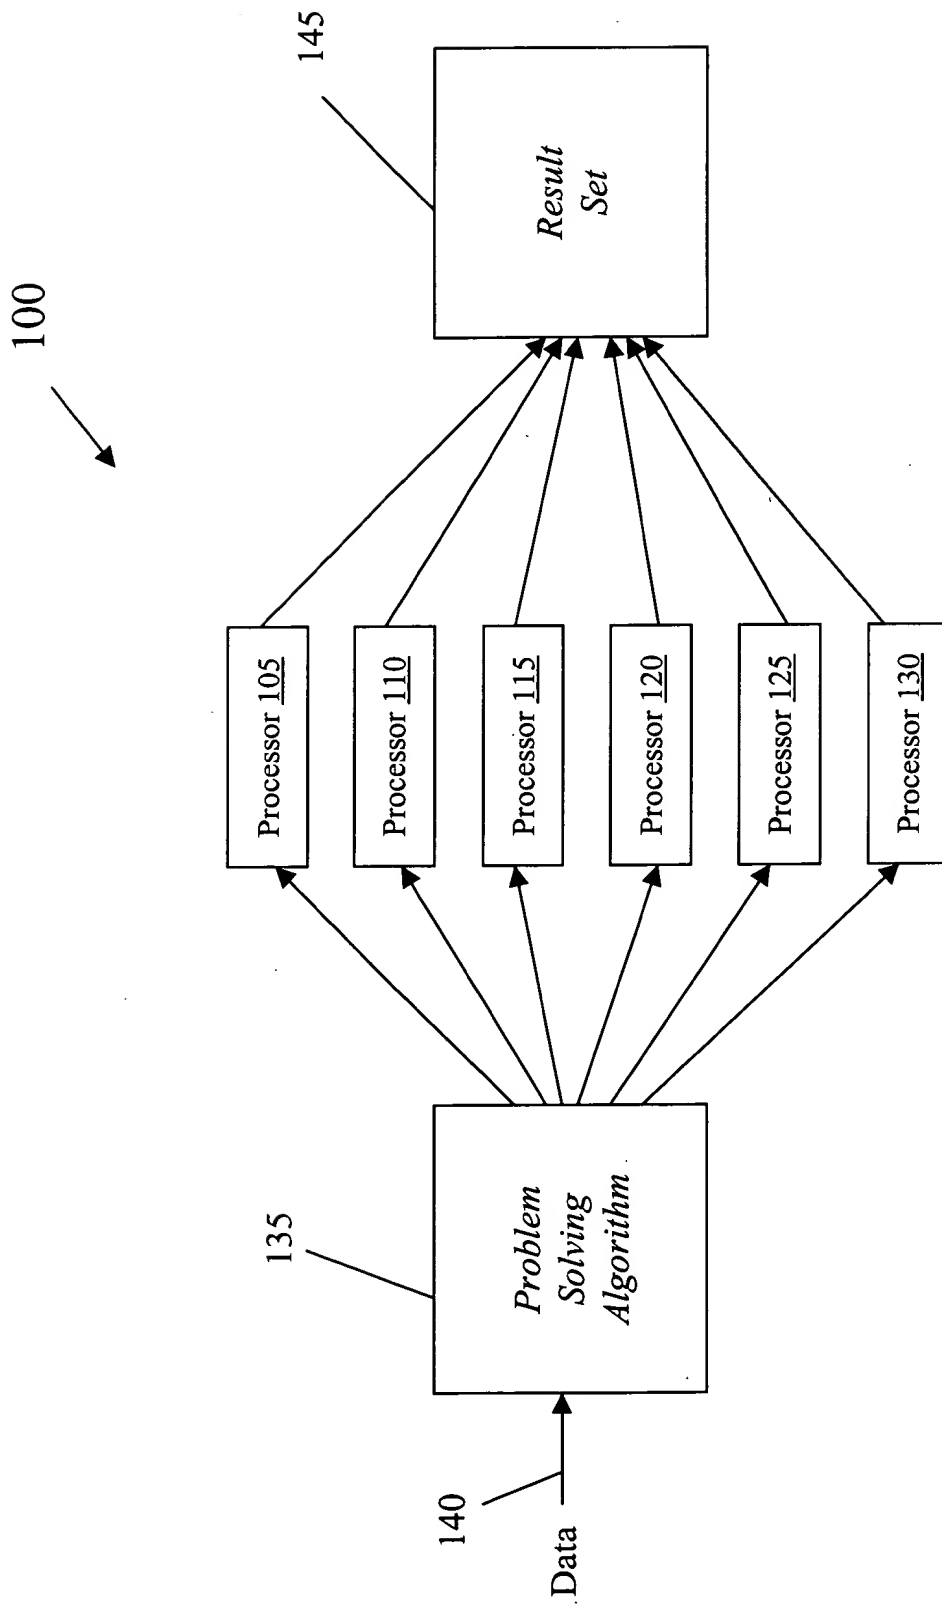 100
145
Result
Set
Processor 105
Processor 110
Processor 115
Processor 120
Processor 125
Processor 130
135
Problem
Solving
Algorithm
140
Data